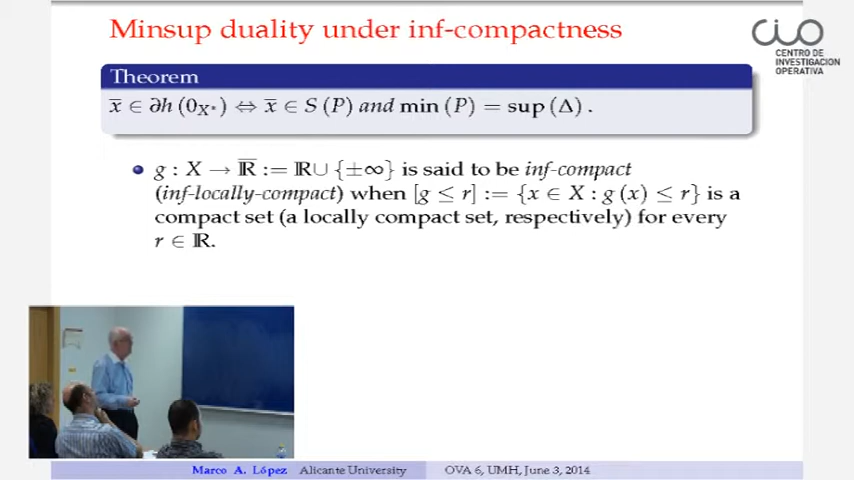 Minsup duality under inf-compactness
CIO
CENTRO DE
INVESTIGACION
OPERATIVA
Theorem
x̅ ∈ ∂h (0_{X*}) ⇔ x̅ ∈ S (P) and min (P) = sup (Δ) .
g : X → ℝ̅ := ℝ∪ {±∞} is said to be inf-compact
(inf-locally-compact) when [g ≤ r] := {x ∈ X : g (x) ≤ r} is a
compact set (a locally compact set, respectively) for every
r ∈ ℝ.
Marco A. López Alicante University OVA 6, UMH, June 3, 2014